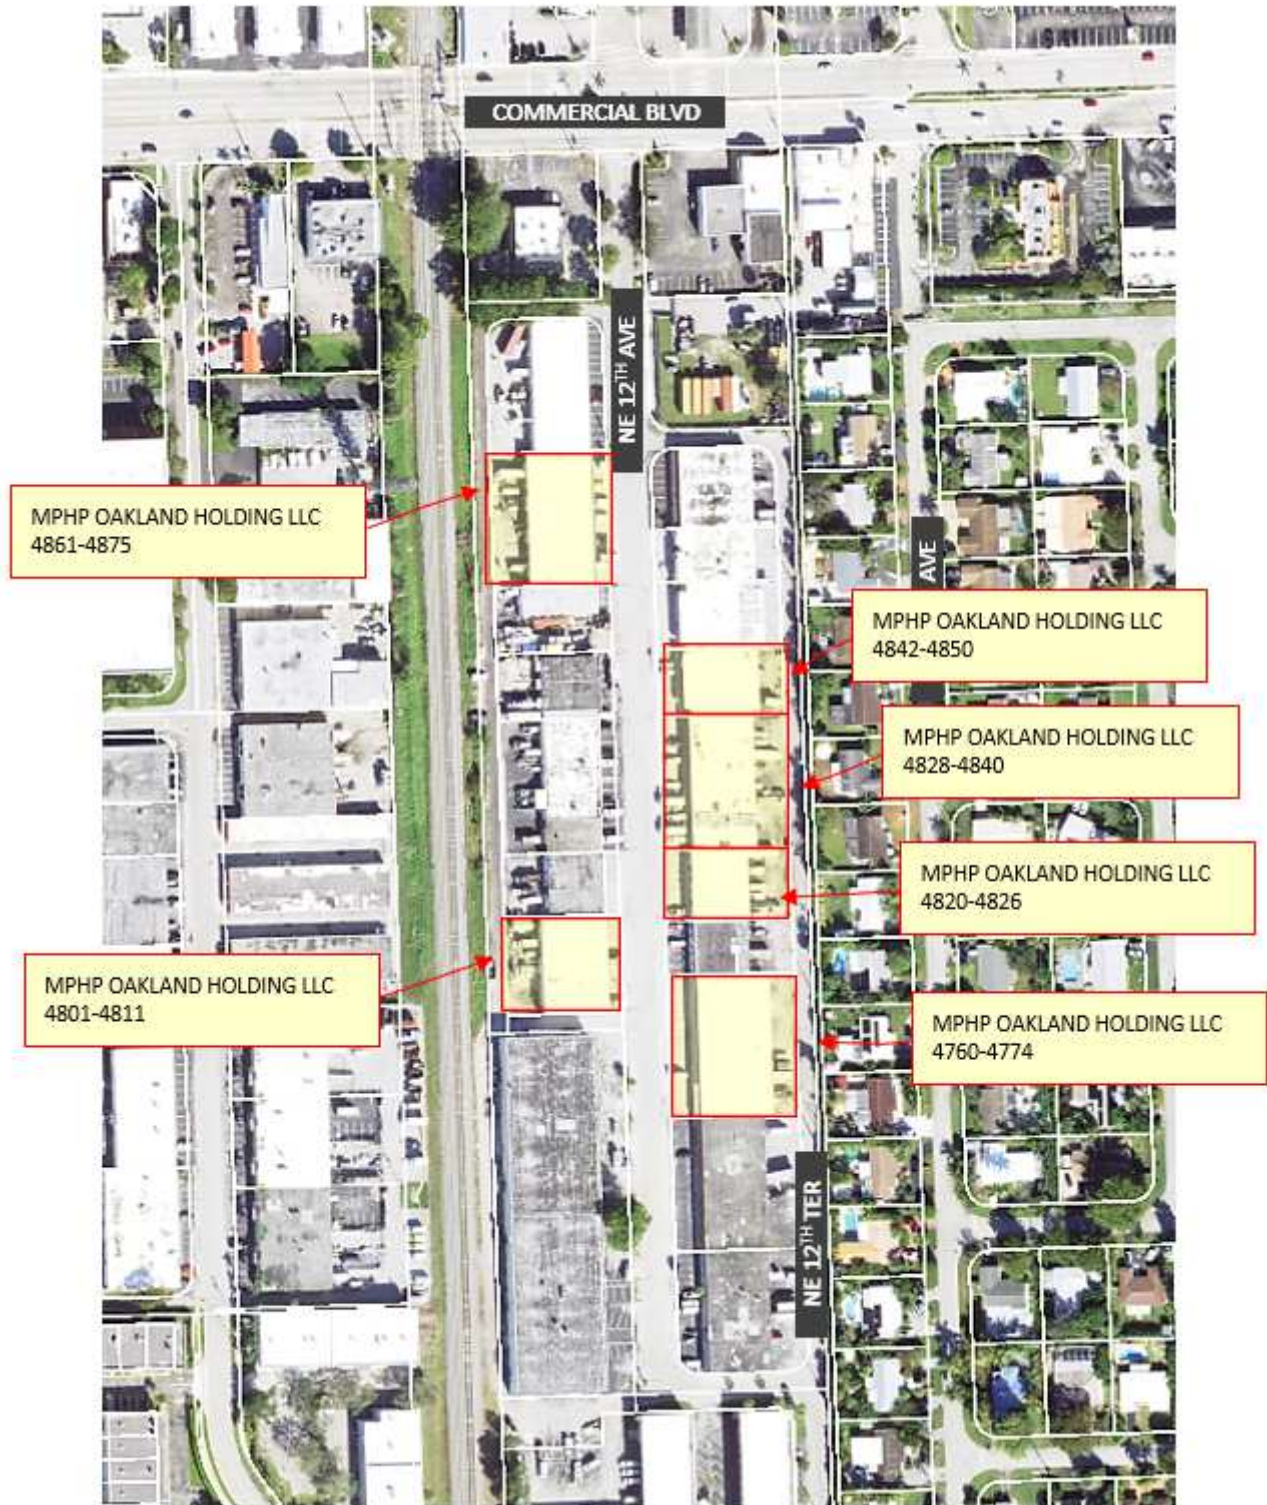 COMMERCIAL BLVD
NE 12TH AVE
MPHP OAKLAND HOLDING LLC
4861-4875
AVE
MPHP OAKLAND HOLDING LLC
4842-4850
MPHP OAKLAND HOLDING LLC
4828-4840
MPHP OAKLAND HOLDING LLC
4820-4826
MPHP OAKLAND HOLDING LLC
4801-4811
MPHP OAKLAND HOLDING LLC
4760-4774
NE 12TH TER